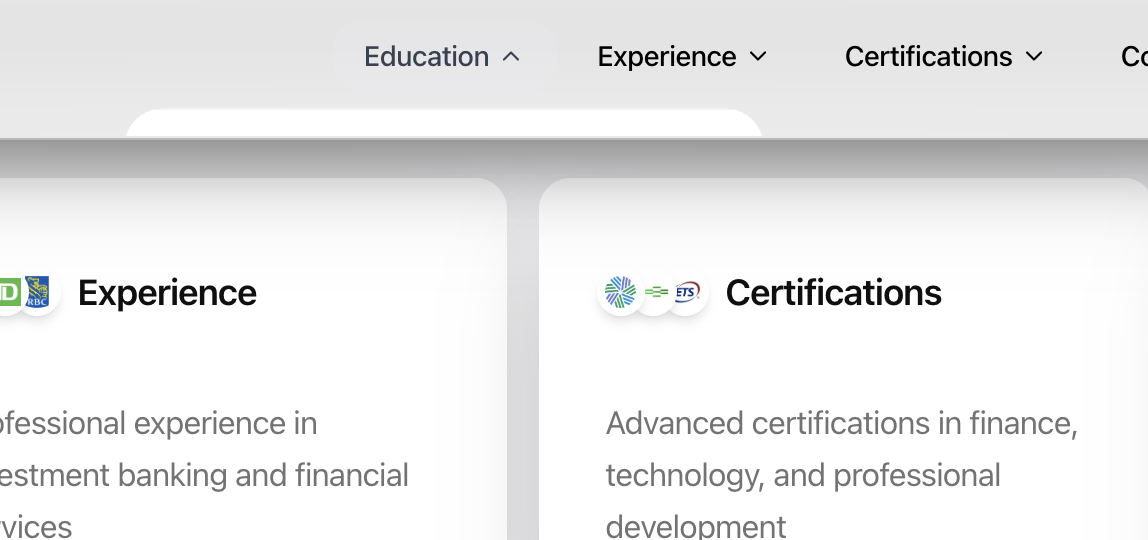 Education
Experience
Certifications
Co
D
RBC
Experience
ETS
Certifications
ofessional experience in
estment banking and financial
vices
Advanced certifications in finance,
technology, and professional
development